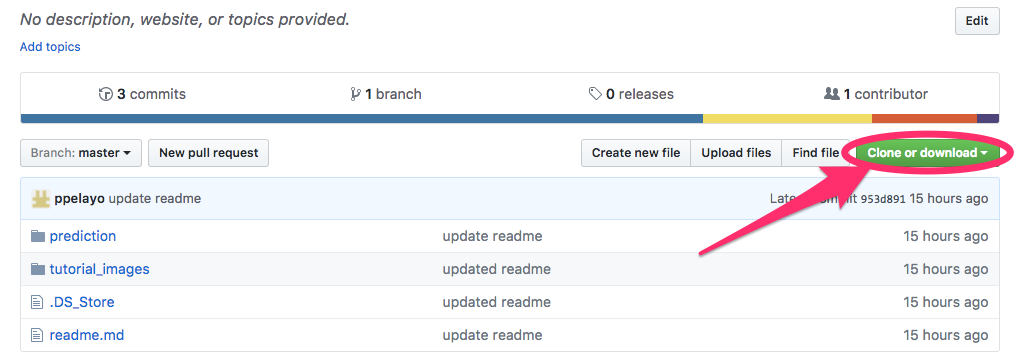 No description, website, or topics provided.
Edit
Add topics
3 commits
1 branch
0 releases
1 contributor
Branch: master
New pull request
Create new file
Upload files
Find file
Clone or download
ppelayo update readme
953d891 15 hours ago
prediction
update readme
15 hours ago
tutorial_images
updated readme
15 hours ago
.DS_Store
updated readme
15 hours ago
readme.md
update readme
15 hours ago